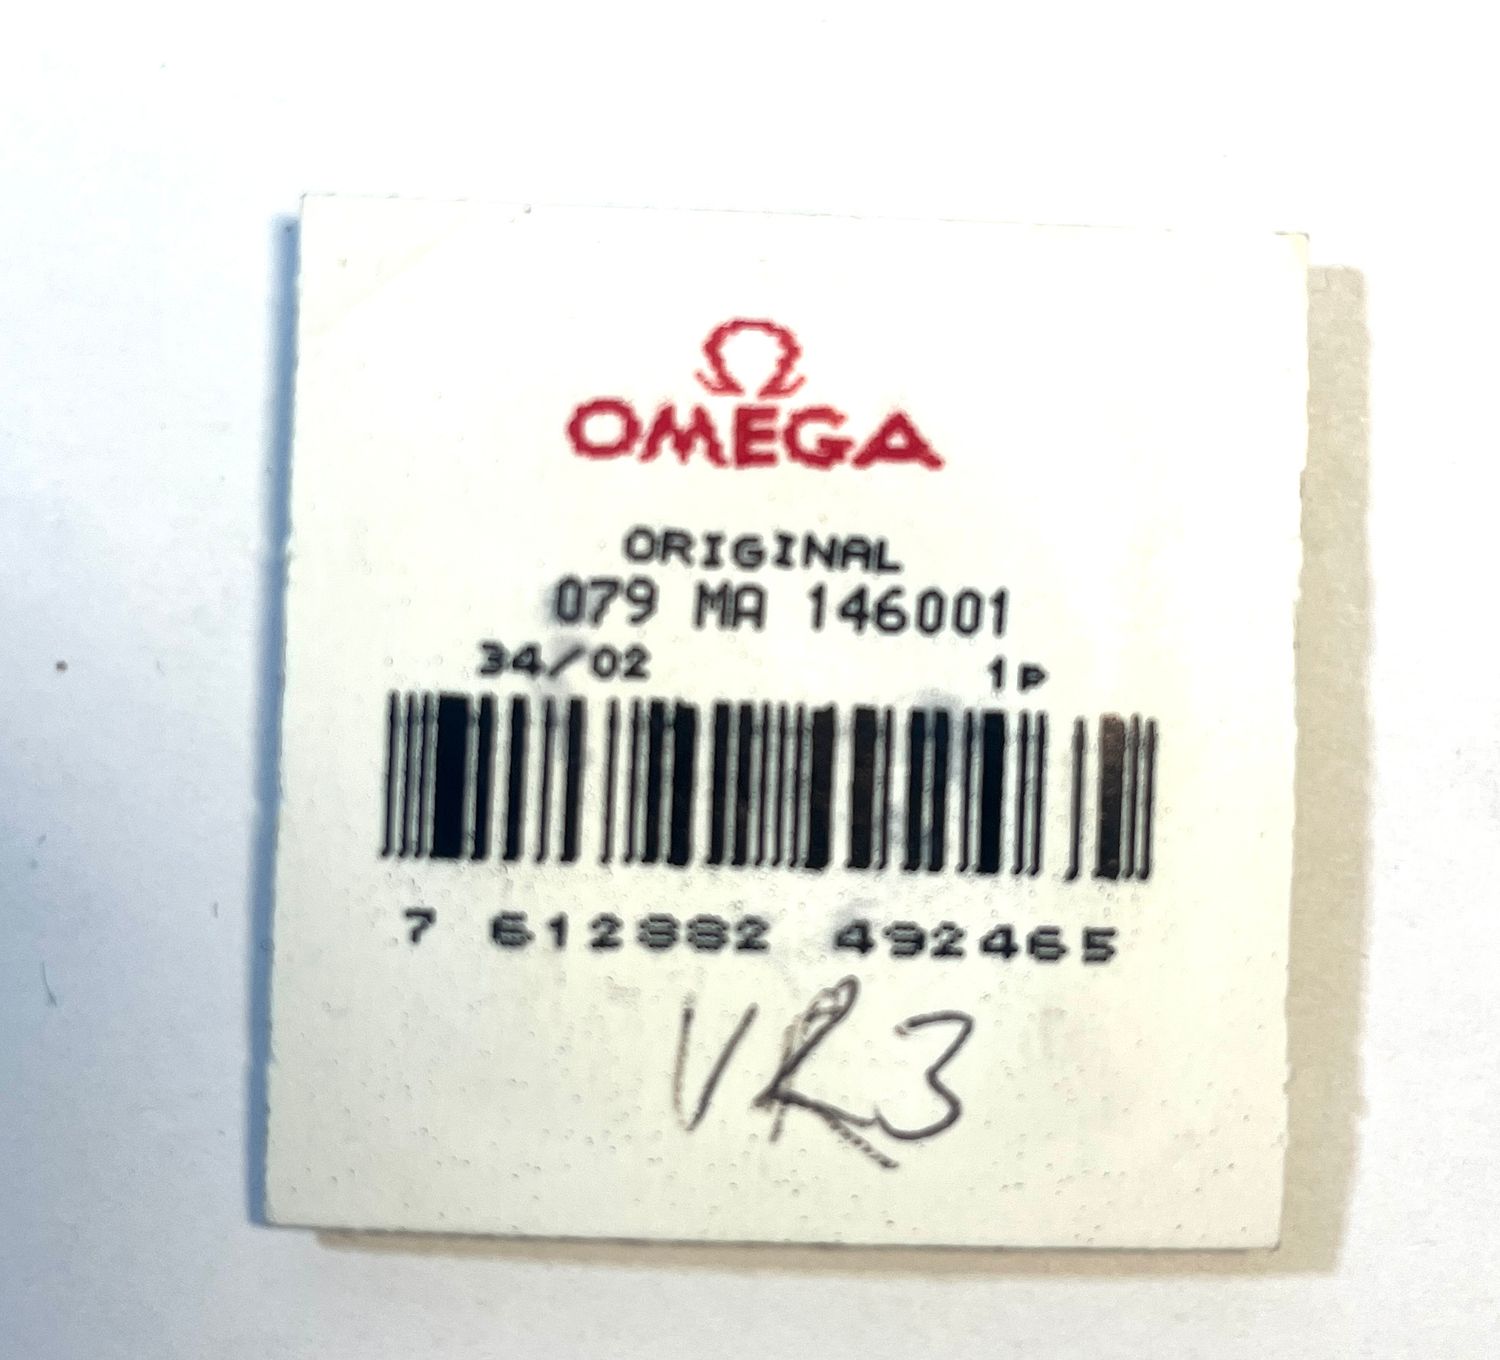 Ω
OMEGA
ORIGINAL
079 MA 146001
34/02 1P
7 612882 492465
VR3